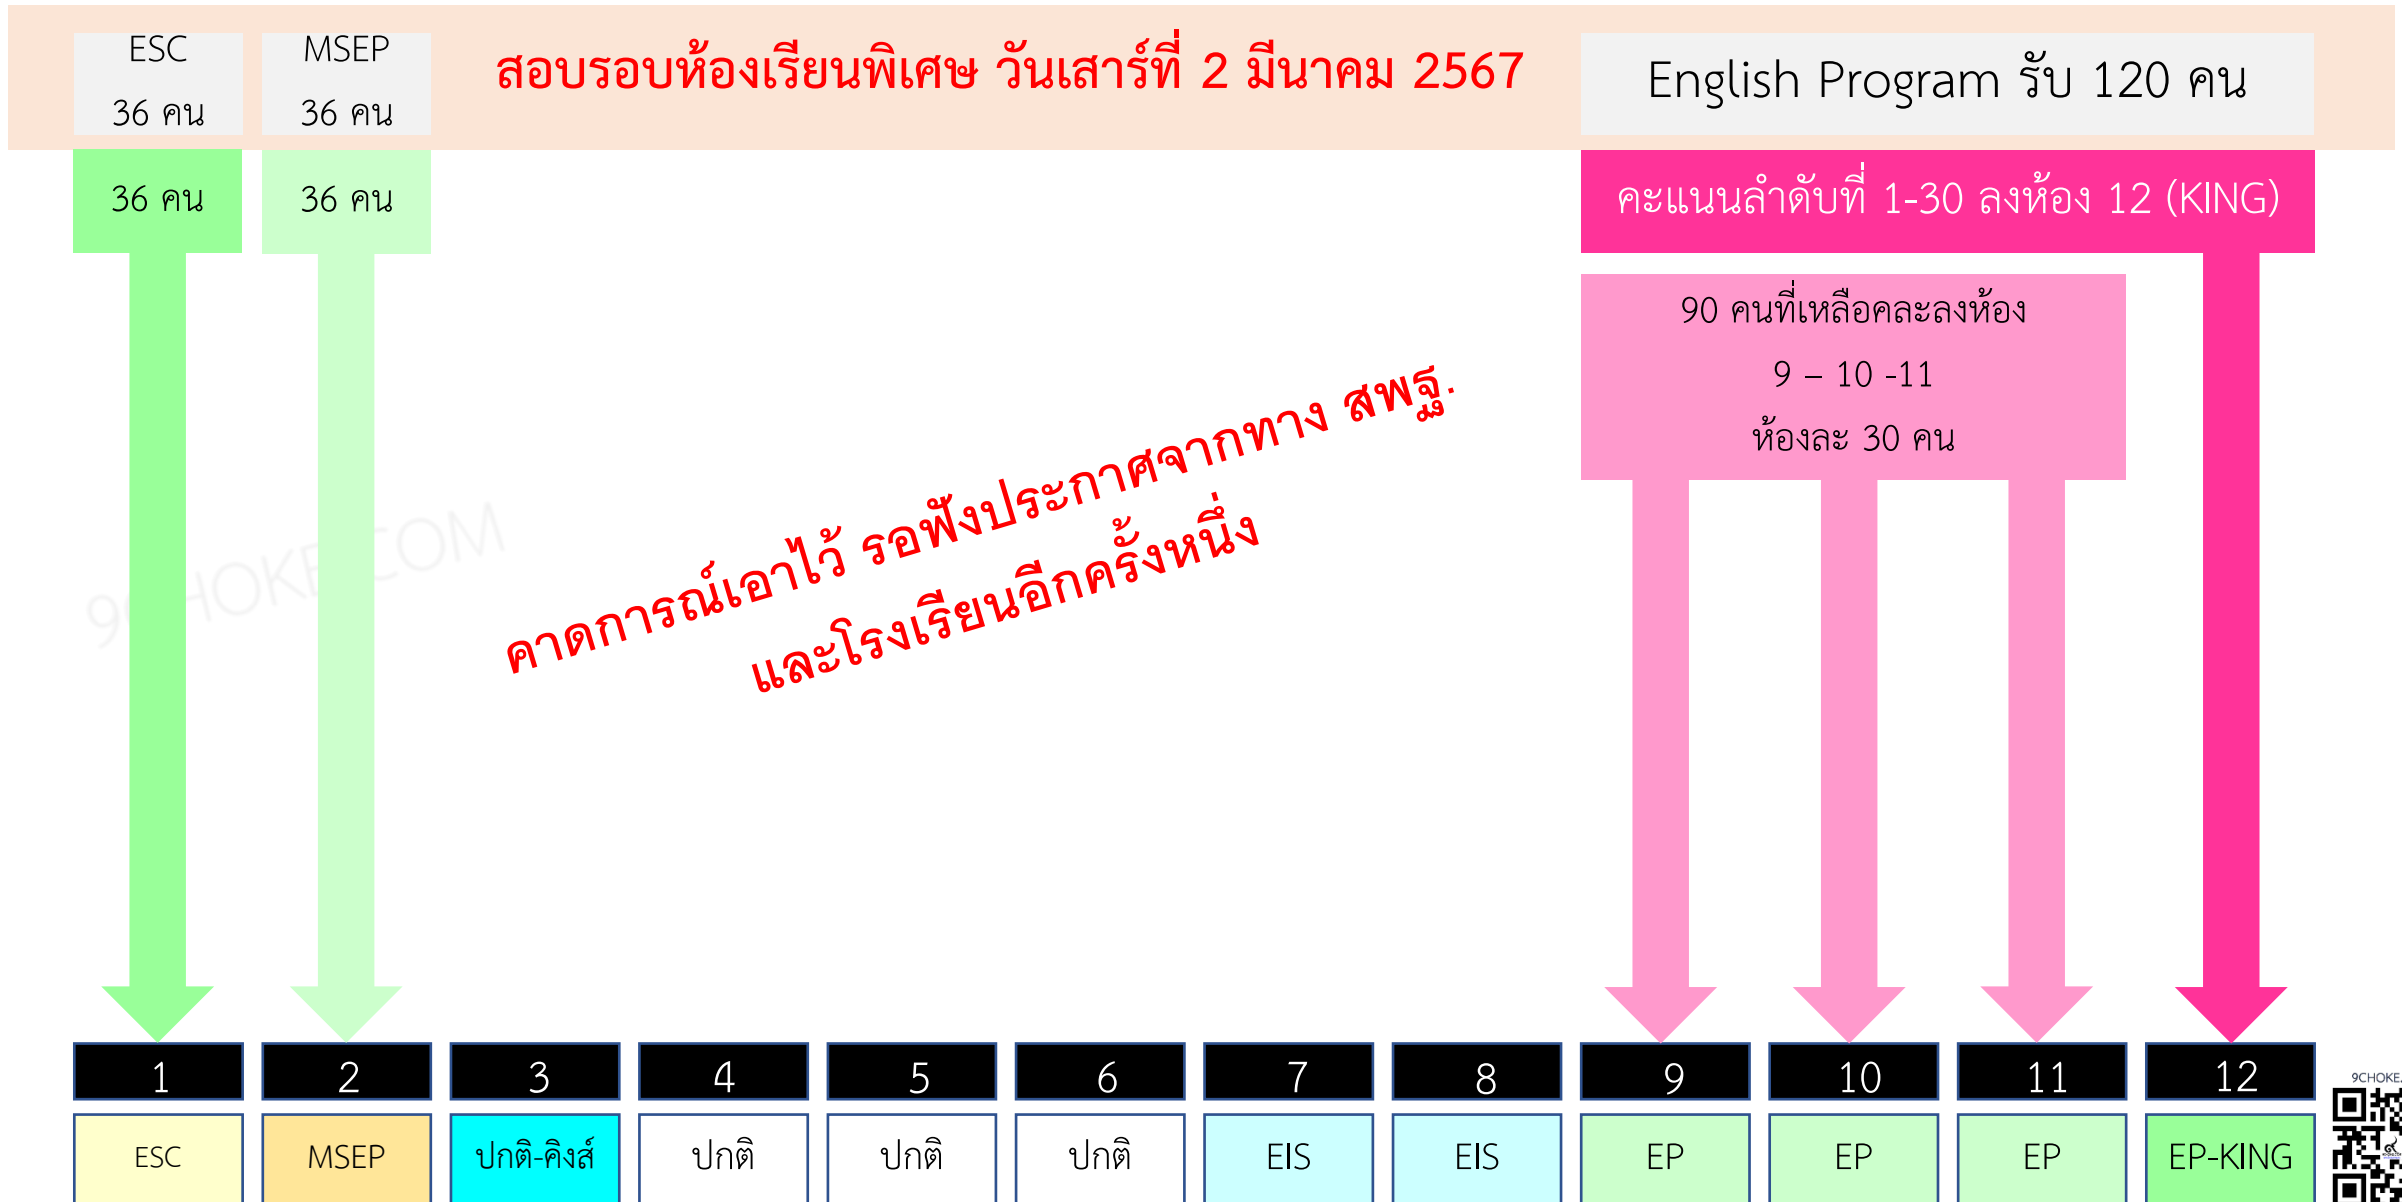 ESC
36 คน
MSEP
36 คน
สอบรอบห้องเรียนพิเศษ วันเสาร์ที่ 2 มีนาคม 2567
English Program รับ 120 คน
36 คน
36 คน
คะแนนลำดับที่ 1-30 ลงห้อง 12 (KING)
90 คนที่เหลือคละลงห้อง
9 – 10 -11
ห้องละ 30 คน
คาดการณ์เอาไว้ รอฟังประกาศจากทาง สพฐ.
และโรงเรียนอีกครั้งหนึ่ง
1 2 3 4 5 6 7 8 9 10 11 12
ESC MSEP ปกติ-คิงส์ ปกติ ปกติ ปกติ EIS EIS EP EP EP EP-KING
9CHOKE.